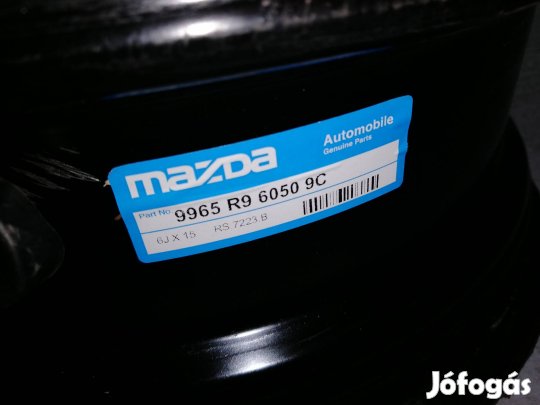 mazda
Automobile
Genuine Parts
Part No. 9965 R9 6050 9C
6J X 15 RS 7223 B
Jófogás